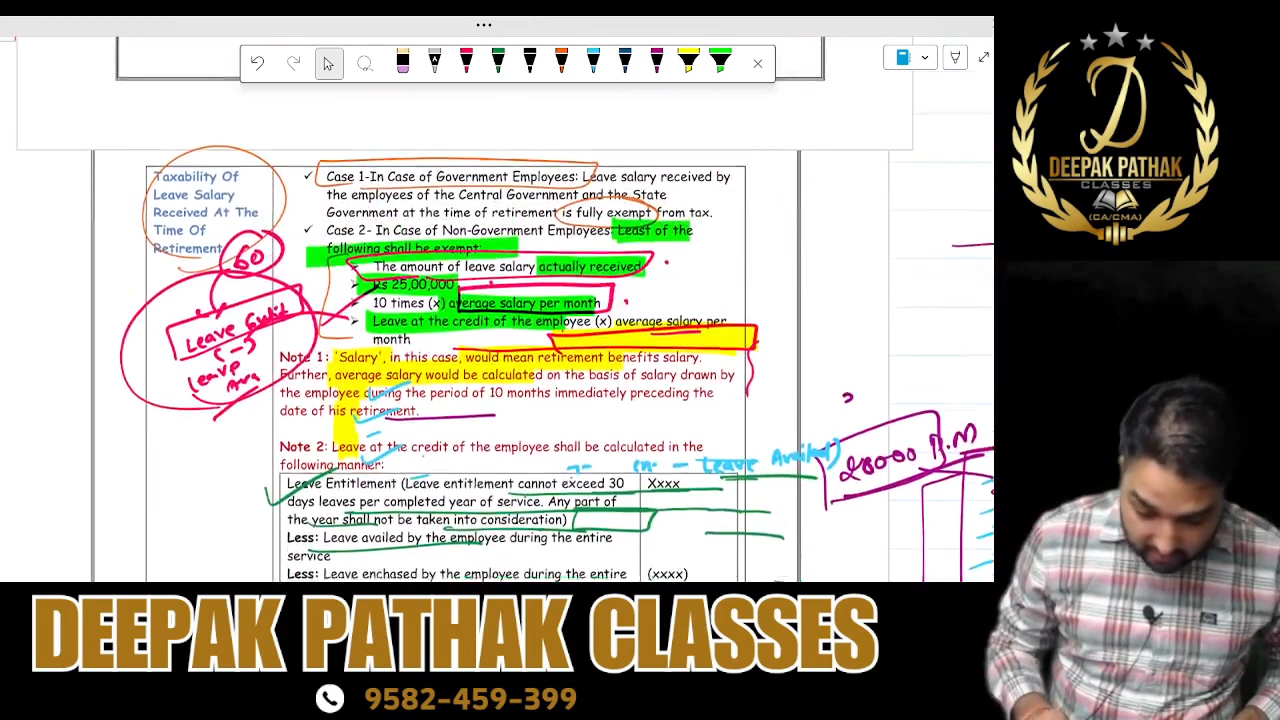 Taxability Of
Leave Salary
Received At The
Time Of
Retirement
✓ Case 1-In Case of Government Employees: Leave salary received by
the employees of the Central Government and the State
Government at the time of retirement is fully exempt from tax.
✓ Case 2- In Case of Non-Government Employees: Least of the
following shall be exempt:
➢ The amount of leave salary actually received
➢ Rs 25,00,000
➢ 10 times (x) average salary per month
➢ Leave at the credit of the employee (x) average salary per
month
60
Leave Entit
(-)
Leave
Ava
Note 1: 'Salary', in this case, would mean retirement benefits salary.
Further, average salary would be calculated on the basis of salary drawn by
the employee during the period of 10 months immediately preceding the
date of his retirement.
Note 2: Leave at the credit of the employee shall be calculated in the
following manner:
- Leave Availed)
28000 P.M
Leave Entitlement (Leave entitlement cannot exceed 30 Xxxx
days leaves per completed year of service. Any part of
the year shall not be taken into consideration)
Less: Leave availed by the employee during the entire
service
Less: Leave enchased by the employee during the entire (xxxx)
D
DEEPAK PATHAK
CLASSES
(CA/CMA)
DEEPAK PATHAK CLASSES
9582-459-399